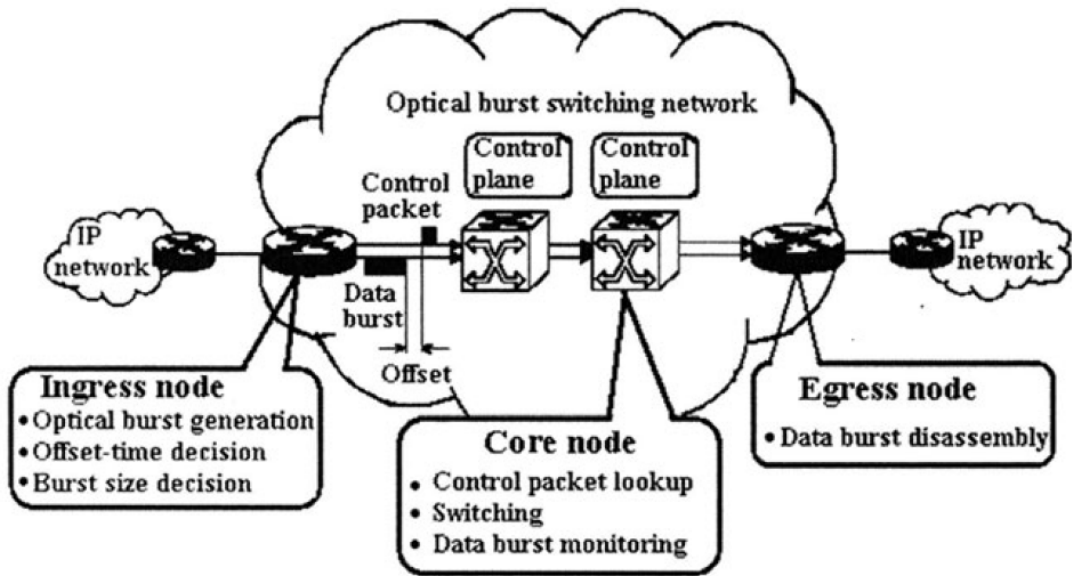 Optical burst switching network
Control
plane
Control
plane
Control
packet
IP
network
IP
network
Data
burst
Offset
Ingress node
•Optical burst generation
•Offset-time decision
•Burst size decision
Core node
• Control packet lookup
• Switching
• Data burst monitoring
Egress node
•Data burst disassembly